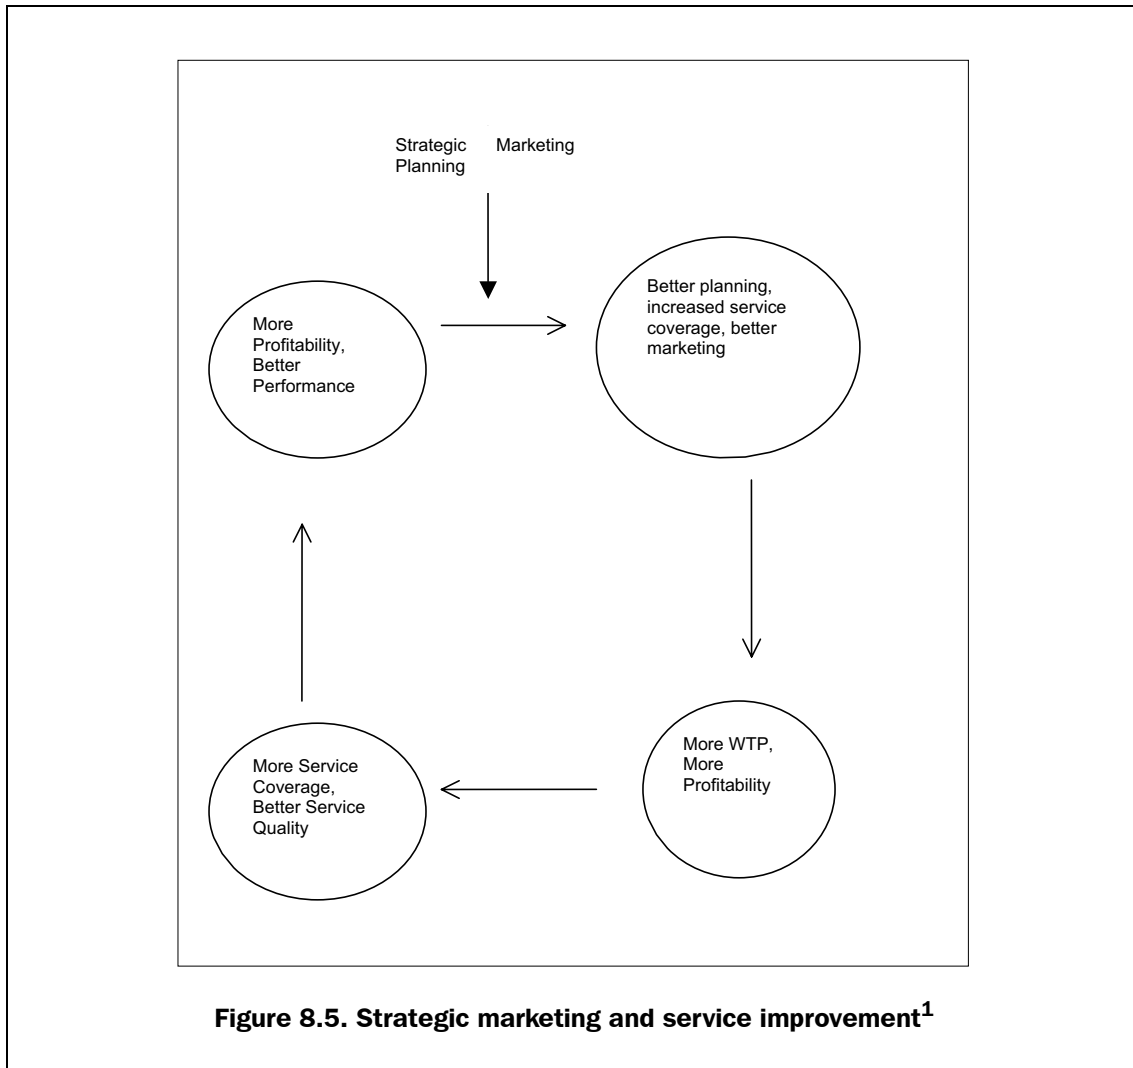 Strategic Marketing
Planning
More
Profitability,
Better
Performance
Better planning,
increased service
coverage, better
marketing
More Service
Coverage,
Better Service
Quality
More WTP,
More
Profitability
Figure 8.5. Strategic marketing and service improvement1